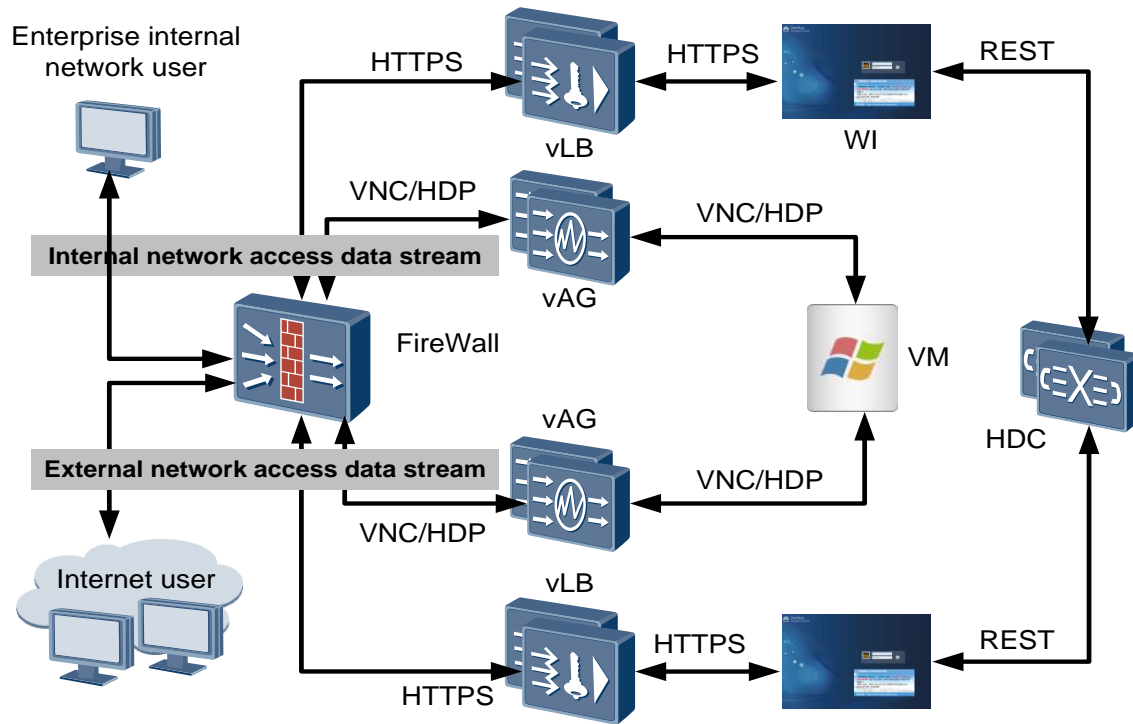 Enterprise internal
network user
HTTPS
HTTPS
REST
vLB
WI
VNC/HDP
VNC/HDP
Internal network access data stream
vAG
FireWall
VM
vAG
HDC
External network access data stream
VNC/HDP
VNC/HDP
Internet user
vLB
HTTPS
REST
HTTPS